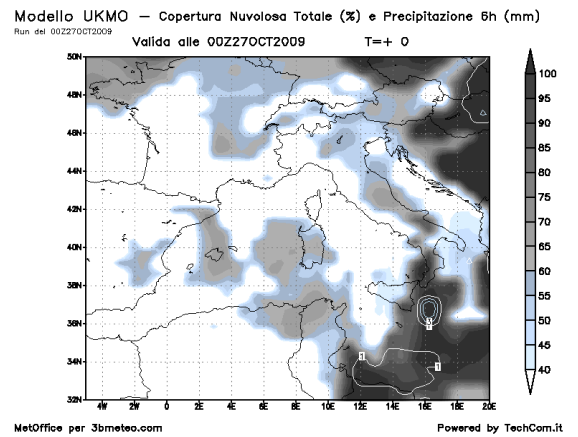 Modello UKMO — Copertura Nuvolosa Totale (%) e Precipitazione 6h (mm)
Run del 00Z27OCT2009
Valida alle 00Z27OCT2009 T=+ 0
50N
48N
46N
44N
42N
40N
38N
36N
34N
32N
4W 2W 0 2E 4E 6E 8E 10E 12E 14E 16E 18E 20E
100
95
90
85
80
75
70
65
60
55
50
45
40
1
1
MetOffice per 3bmeteo.com Powered by TechCom.it